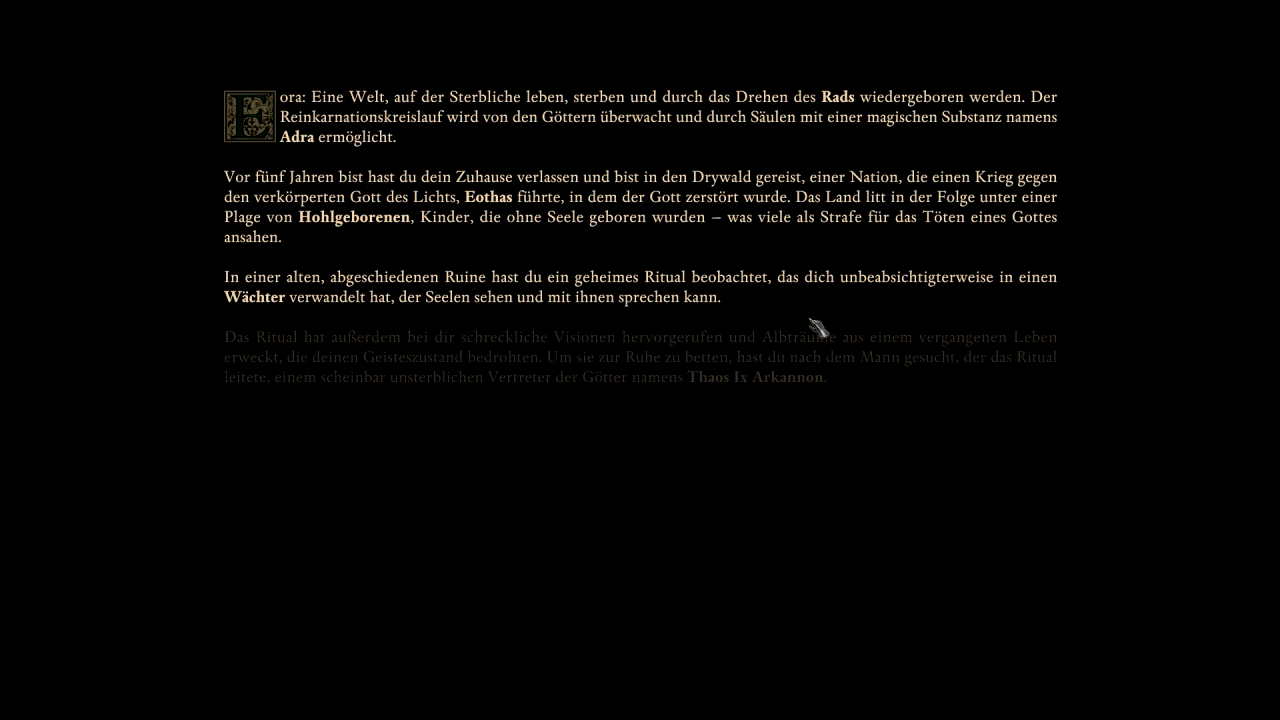 Eora: Eine Welt, auf der Sterbliche leben, sterben und durch das Drehen des Rads wiedergeboren werden. Der
Reinkarnationskreislauf wird von den Göttern überwacht und durch Säulen mit einer magischen Substanz namens
Adra ermöglicht.
Vor fünf Jahren bist hast du dein Zuhause verlassen und bist in den Drywald gereist, einer Nation, die einen Krieg gegen
den verkörperten Gott des Lichts, Eothas führte, in dem der Gott zerstört wurde. Das Land litt in der Folge unter einer
Plage von Hohlgeborenen, Kinder, die ohne Seele geboren wurden – was viele als Strafe für das Töten eines Gottes
ansahen.
In einer alten, abgeschiedenen Ruine hast du ein geheimes Ritual beobachtet, das dich unbeabsichtigterweise in einen
Wächter verwandelt hat, der Seelen sehen und mit ihnen sprechen kann.
Das Ritual hat außerdem bei dir schreckliche Visionen hervorgerufen und Albträume aus einem vergangenen Leben
erweckt, die deinen Geisteszustand bedrohten. Um sie zur Ruhe zu betten, hast du nach dem Mann gesucht, der das Ritual
leitete, einem scheinbar unsterblichen Vertreter der Götter namens Thaos Ix Arkannon.